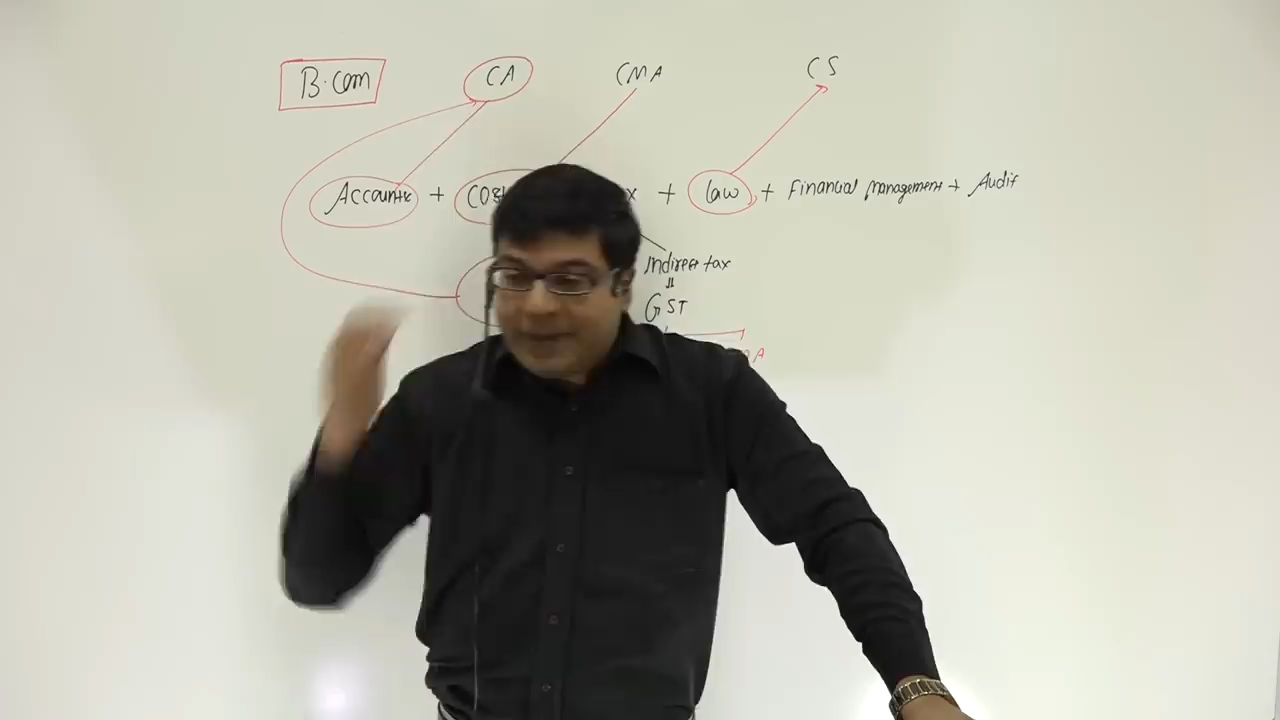 B.com CA CMA CS
Accounts + + law + Financial management + Audit
Indirect tax
GST